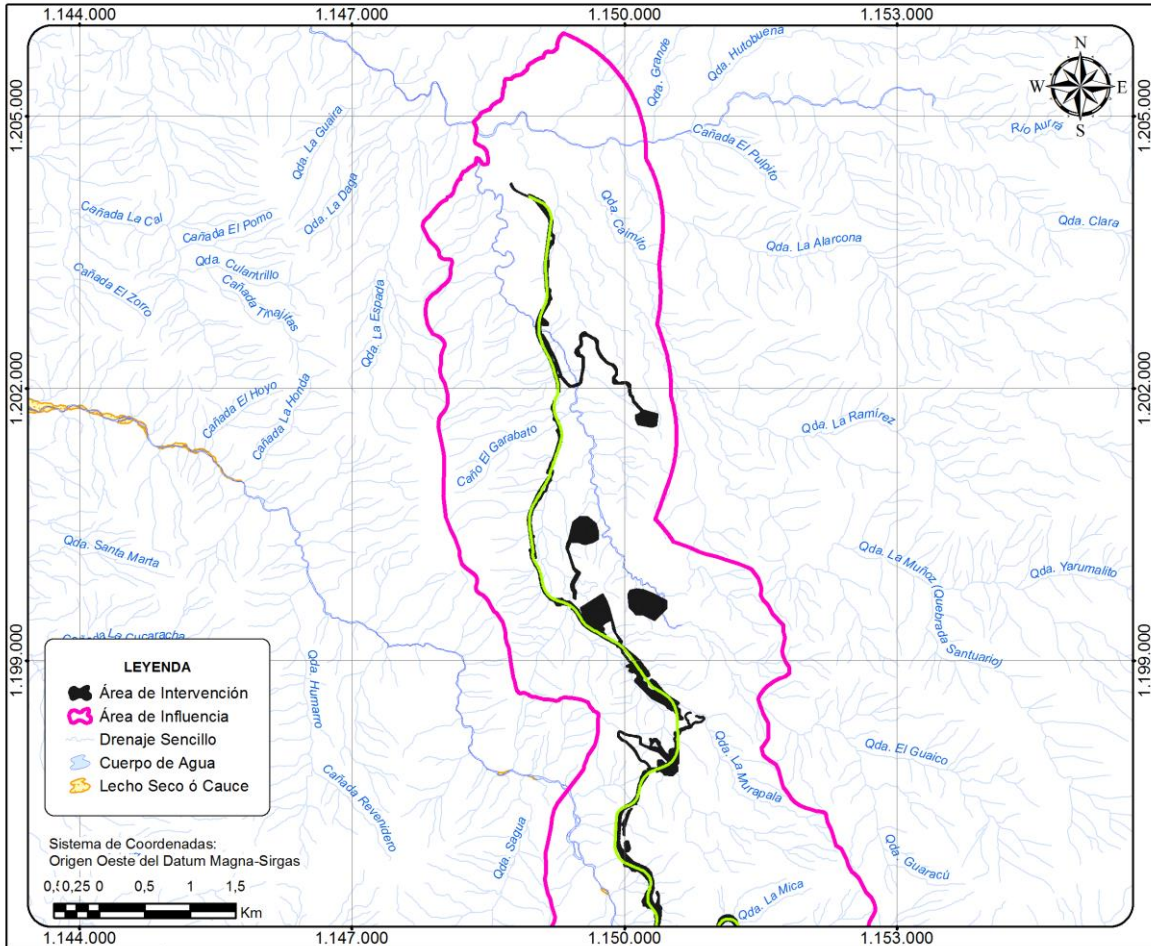 1.144.000
1.147.000
1.150.000
1.153.000
Qda. Grande
Qda. Hutobuena
N
W
E
S
1.205.000
1.205.000
Río Aurrá
Cañada El Pulpito
Qda. La Guaira
Qda. La Daga
Cañada La Cal
Cañada El Pomo
Qda. Caimito
Qda. Clara
Qda. La Alarcona
Qda. Culantrillo
Cañada El Zorro
Cañada Tinajitas
Qda. La Espada
1.202.000
1.202.000
Cañada El Hoyo
Cañada La Honda
Qda. La Ramírez
Caño El Garabato
Qda. Santa Marta
Qda. La Muñoz (Quebrada Santuario)
Qda. Yarumalito
Cañada La Cucaracha
1.199.000
1.199.000
Qda. Humarro
LEYENDA
Área de Intervención
Área de Influencia
Drenaje Sencillo
Cuerpo de Agua
Lecho Seco ó Cauce
Qda. La Murapala
Qda. El Guaico
Cañada Revenidero
Qda. Sagua
Qda. Guaracú
Qda. La Mica
Sistema de Coordenadas:
Origen Oeste del Datum Magna-Sirgas
0,25 0 0,5 1 1,5
Km
1.144.000
1.147.000
1.150.000
1.153.000